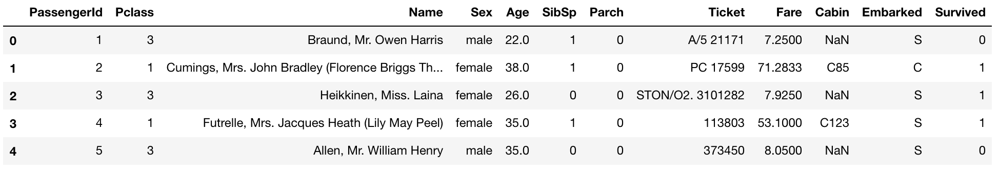 PassengerId Pclass Name Sex Age SibSp Parch Ticket Fare Cabin Embarked Survived
0 1 3 Braund, Mr. Owen Harris male 22.0 1 0 A/5 21171 7.2500 NaN S 0
1 2 1 Cumings, Mrs. John Bradley (Florence Briggs Th... female 38.0 1 0 PC 17599 71.2833 C85 C 1
2 3 3 Heikkinen, Miss. Laina female 26.0 0 0 STON/O2. 3101282 7.9250 NaN S 1
3 4 1 Futrelle, Mrs. Jacques Heath (Lily May Peel) female 35.0 1 0 113803 53.1000 C123 S 1
4 5 3 Allen, Mr. William Henry male 35.0 0 0 373450 8.0500 NaN S 0